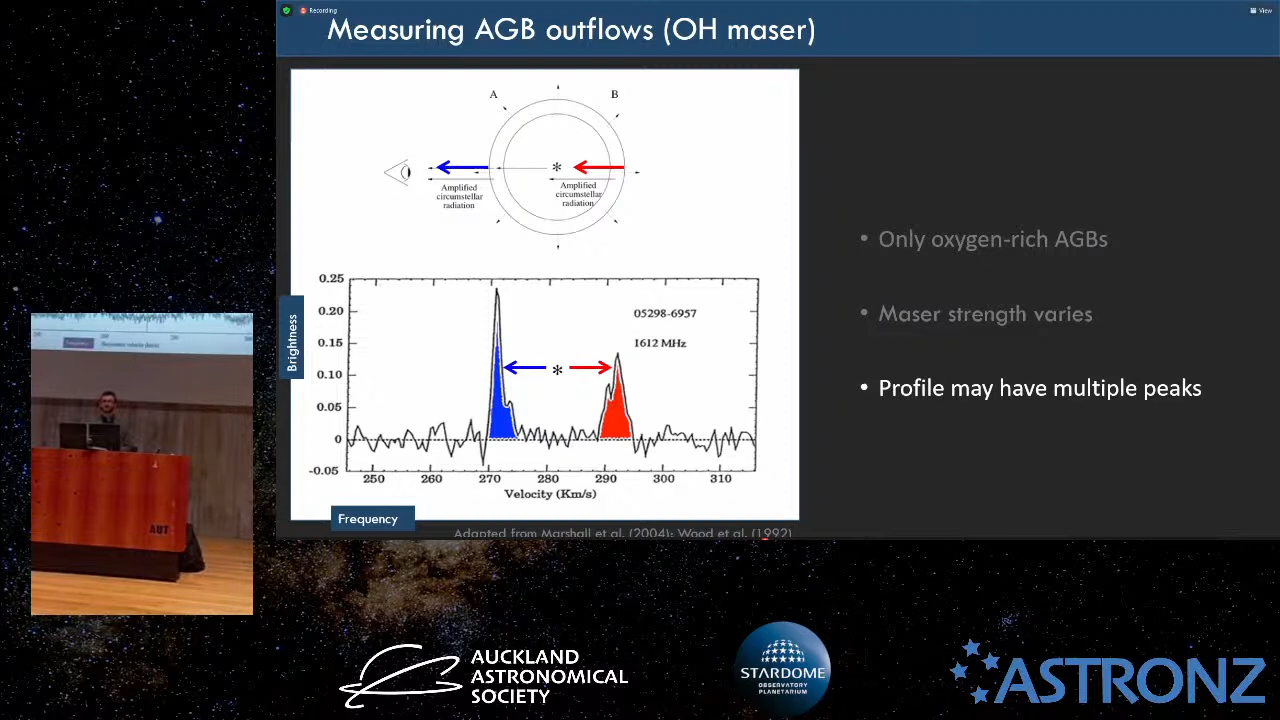 Recording
View
Measuring AGB outflows (OH maser)
A
B
Amplified
circumstellar
radiation
Amplified
circumstellar
radiation
Only oxygen-rich AGBs
Maser strength varies
Profile may have multiple peaks
0.25
0.20
0.15
0.10
0.05
0
-0.05
Brightness
05298-6957
1612 MHz
250
260
270
280
290
300
310
Velocity (Km/s)
Frequency
Adapted from Marshall et al. (2004); Wood et al. (1992)
AUT
AUCKLAND
ASTRONOMICAL
SOCIETY
STARDOME
OBSERVATORY
PLANETARIUM
ASTRONZ